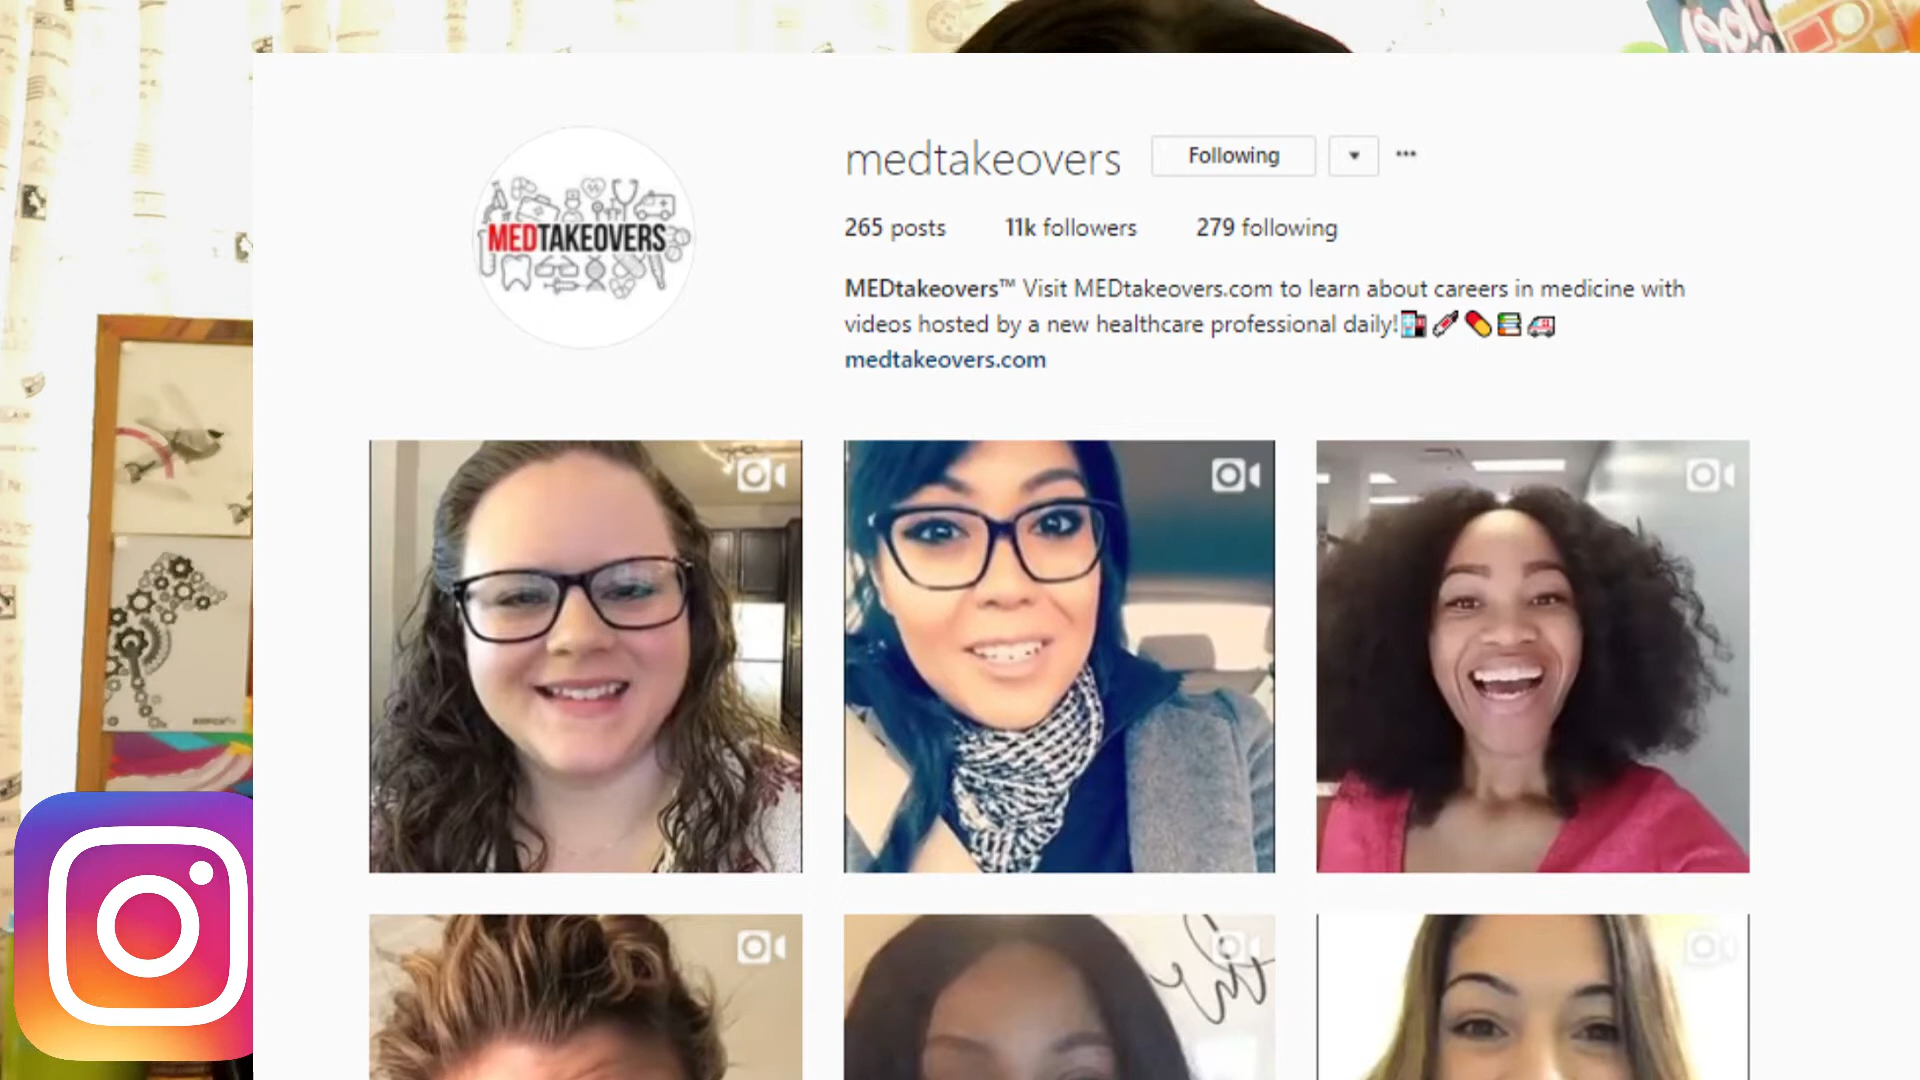 medtakeovers Following
265 posts 11k followers 279 following
MEDTAKEOVERS
MEDtakeovers™ Visit MEDtakeovers.com to learn about careers in medicine with
videos hosted by a new healthcare professional daily!
medtakeovers.com